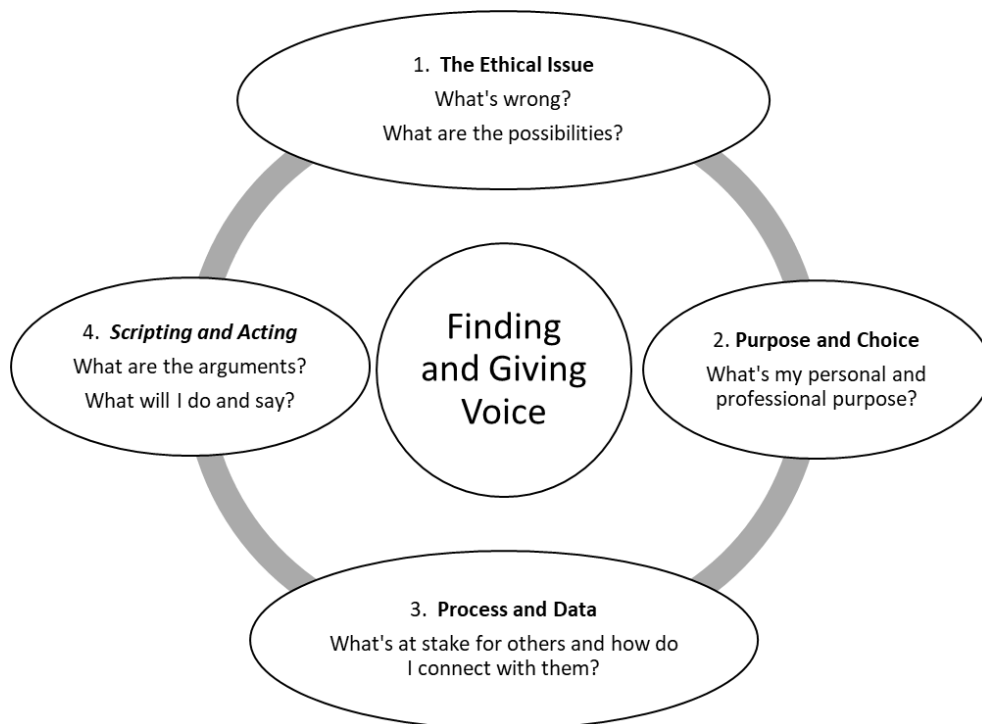 1. The Ethical Issue
What's wrong?
What are the possibilities?
2. Purpose and Choice
What's my personal and
professional purpose?
3. Process and Data
What's at stake for others and how do
I connect with them?
4. Scripting and Acting
What are the arguments?
What will I do and say?
Finding
and Giving
Voice